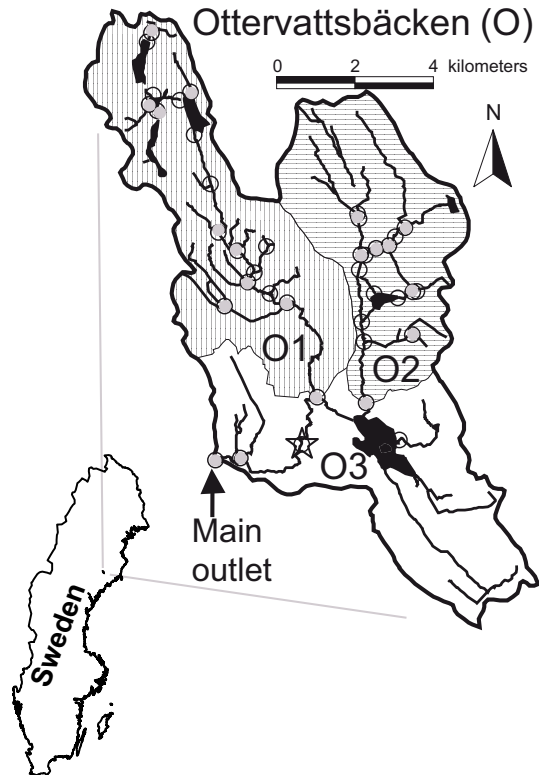 Ottervattsbäcken (O)
0 2 4 kilometers
N
O1
O2
O3
Main
outlet
Sweden